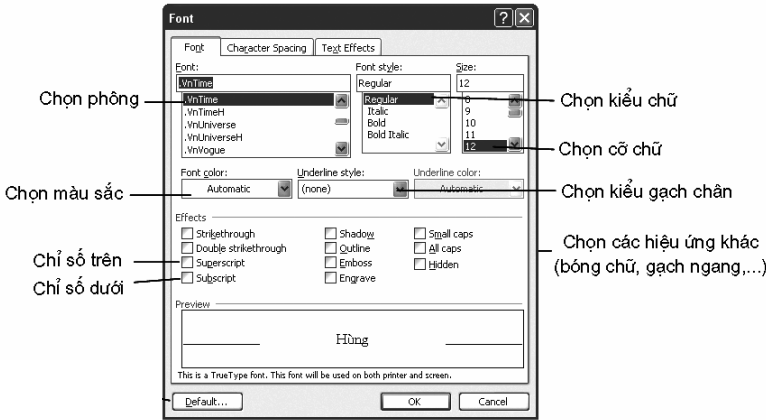 Font
Font Character Spacing Text Effects
Font: Font style: Size:
.VnTime Regular 12
.VnTime Regular 8
.VnTimeH Italic 9
.VnUniverse Bold 10
.VnUniverseH Bold Italic 11
.VnVogue 12
Chọn phông
Chọn kiểu chữ
Chọn cỡ chữ
Font color: Underline style: Underline color:
Automatic (none) Automatic
Chọn màu sắc
Chọn kiểu gạch chân
Effects
Strikethrough Shadow Small caps
Double strikethrough Outline All caps
Superscript Emboss Hidden
Subscript Engrave
Chỉ số trên
Chỉ số dưới
Chọn các hiệu ứng khác
(bóng chữ, gạch ngang,...)
Preview
Hùng
This is a TrueType font. This font will be used on both printer and screen.
Default... OK Cancel